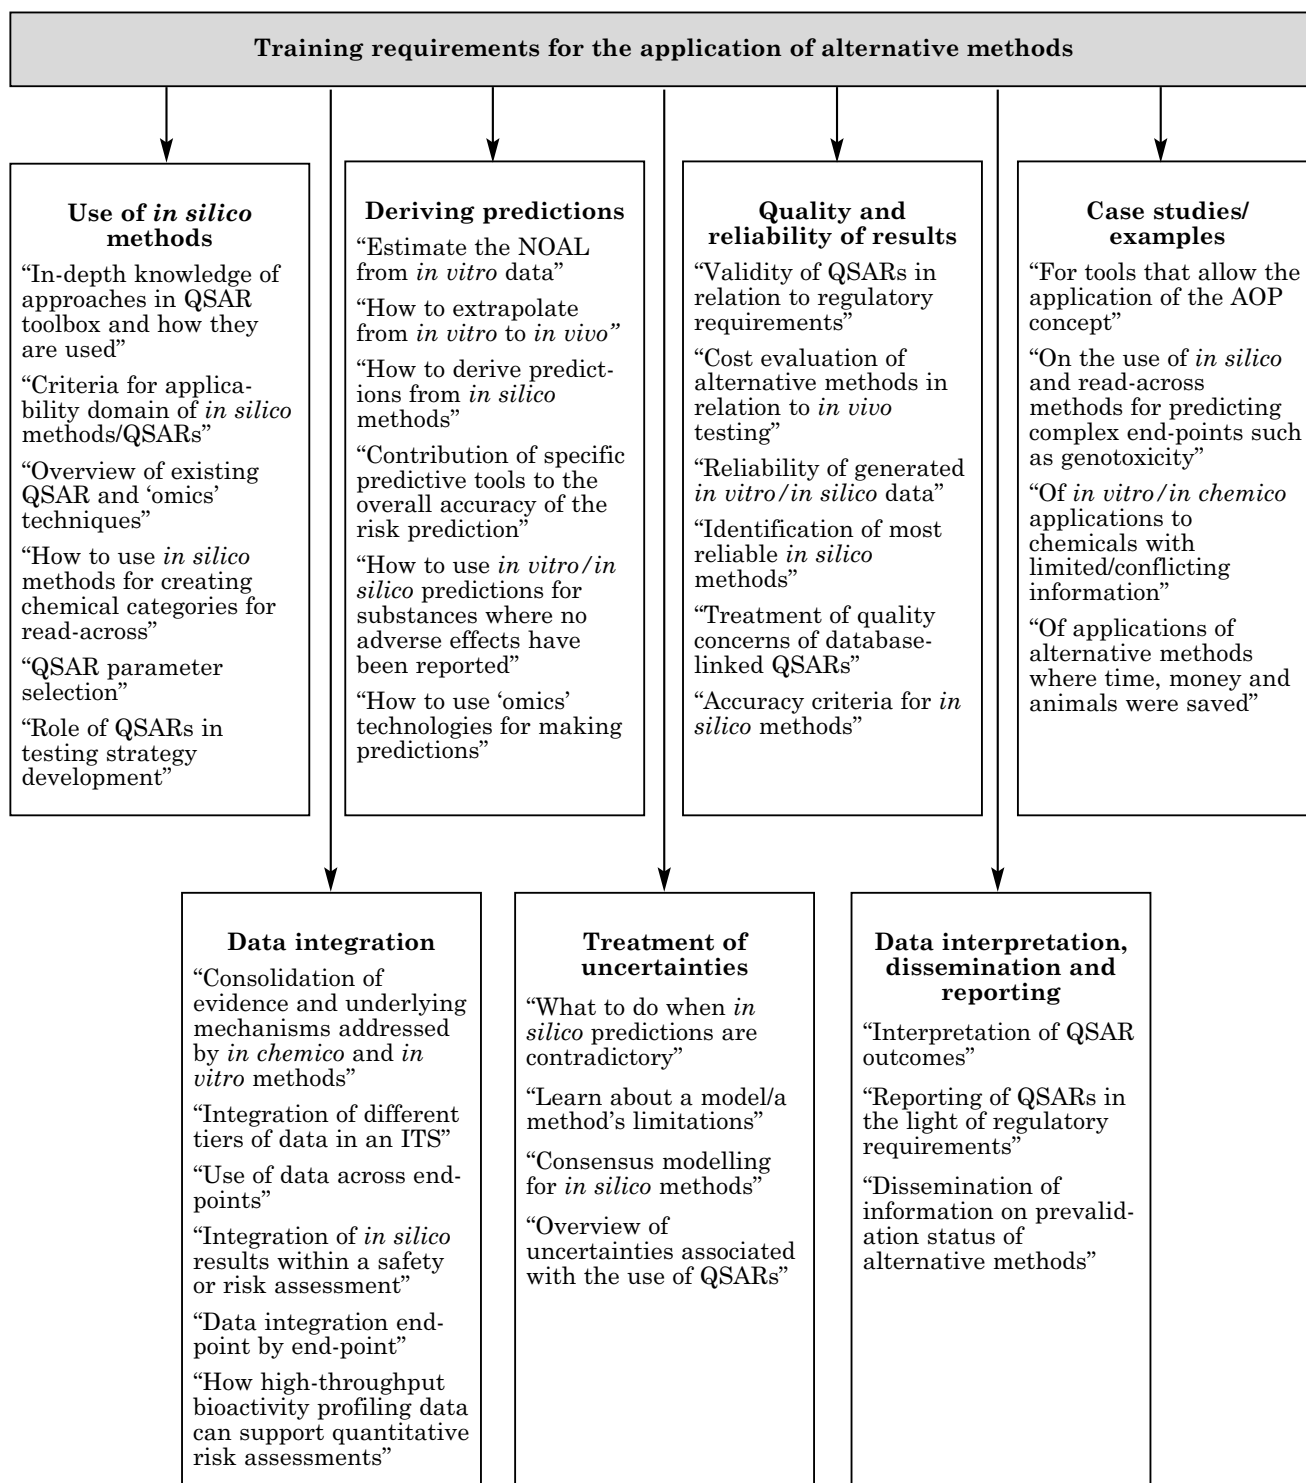 Training requirements for the application of alternative methods
Use of in silico
methods
“In-depth knowledge of
approaches in QSAR
toolbox and how they
are used”
“Criteria for applica-
bility domain of in silico
methods/QSARs”
“Overview of existing
QSAR and ‘omics’
techniques”
“How to use in silico
methods for creating
chemical categories for
read-across”
“QSAR parameter
selection”
“Role of QSARs in
testing strategy
development”
Deriving predictions
“Estimate the NOAL
from in vitro data”
“How to extrapolate
from in vitro to in vivo”
“How to derive predict-
ions from in silico
methods”
“Contribution of specific
predictive tools to the
overall accuracy of the
risk prediction”
“How to use in vitro/in
silico predictions for
substances where no
adverse effects have
been reported”
“How to use ‘omics’
technologies for making
predictions”
Quality and
reliability of results
“Validity of QSARs in
relation to regulatory
requirements”
“Cost evaluation of
alternative methods in
relation to in vivo
testing”
“Reliability of generated
in vitro/in silico data”
“Identification of most
reliable in silico
methods”
“Treatment of quality
concerns of database-
linked QSARs”
“Accuracy criteria for in
silico methods”
Case studies/
examples
“For tools that allow the
application of the AOP
concept”
“On the use of in silico
and read-across
methods for predicting
complex end-points such
as genotoxicity”
“Of in vitro/in chemico
applications to
chemicals with
limited/conflicting
information”
“Of applications of
alternative methods
where time, money and
animals were saved”
Data integration
“Consolidation of
evidence and underlying
mechanisms addressed
by in chemico and in
vitro methods”
“Integration of different
tiers of data in an ITS”
“Use of data across end-
points”
“Integration of in silico
results within a safety
or risk assessment”
“Data integration end-
point by end-point”
“How high-throughput
bioactivity profiling data
can support quantitative
risk assessments”
Treatment of
uncertainties
“What to do when in
silico predictions are
contradictory”
“Learn about a model/a
method’s limitations”
“Consensus modelling
for in silico methods”
“Overview of
uncertainties associated
with the use of QSARs”
Data interpretation,
dissemination and
reporting
“Interpretation of QSAR
outcomes”
“Reporting of QSARs in
the light of regulatory
requirements”
“Dissemination of
information on prevalid-
ation status of
alternative methods”